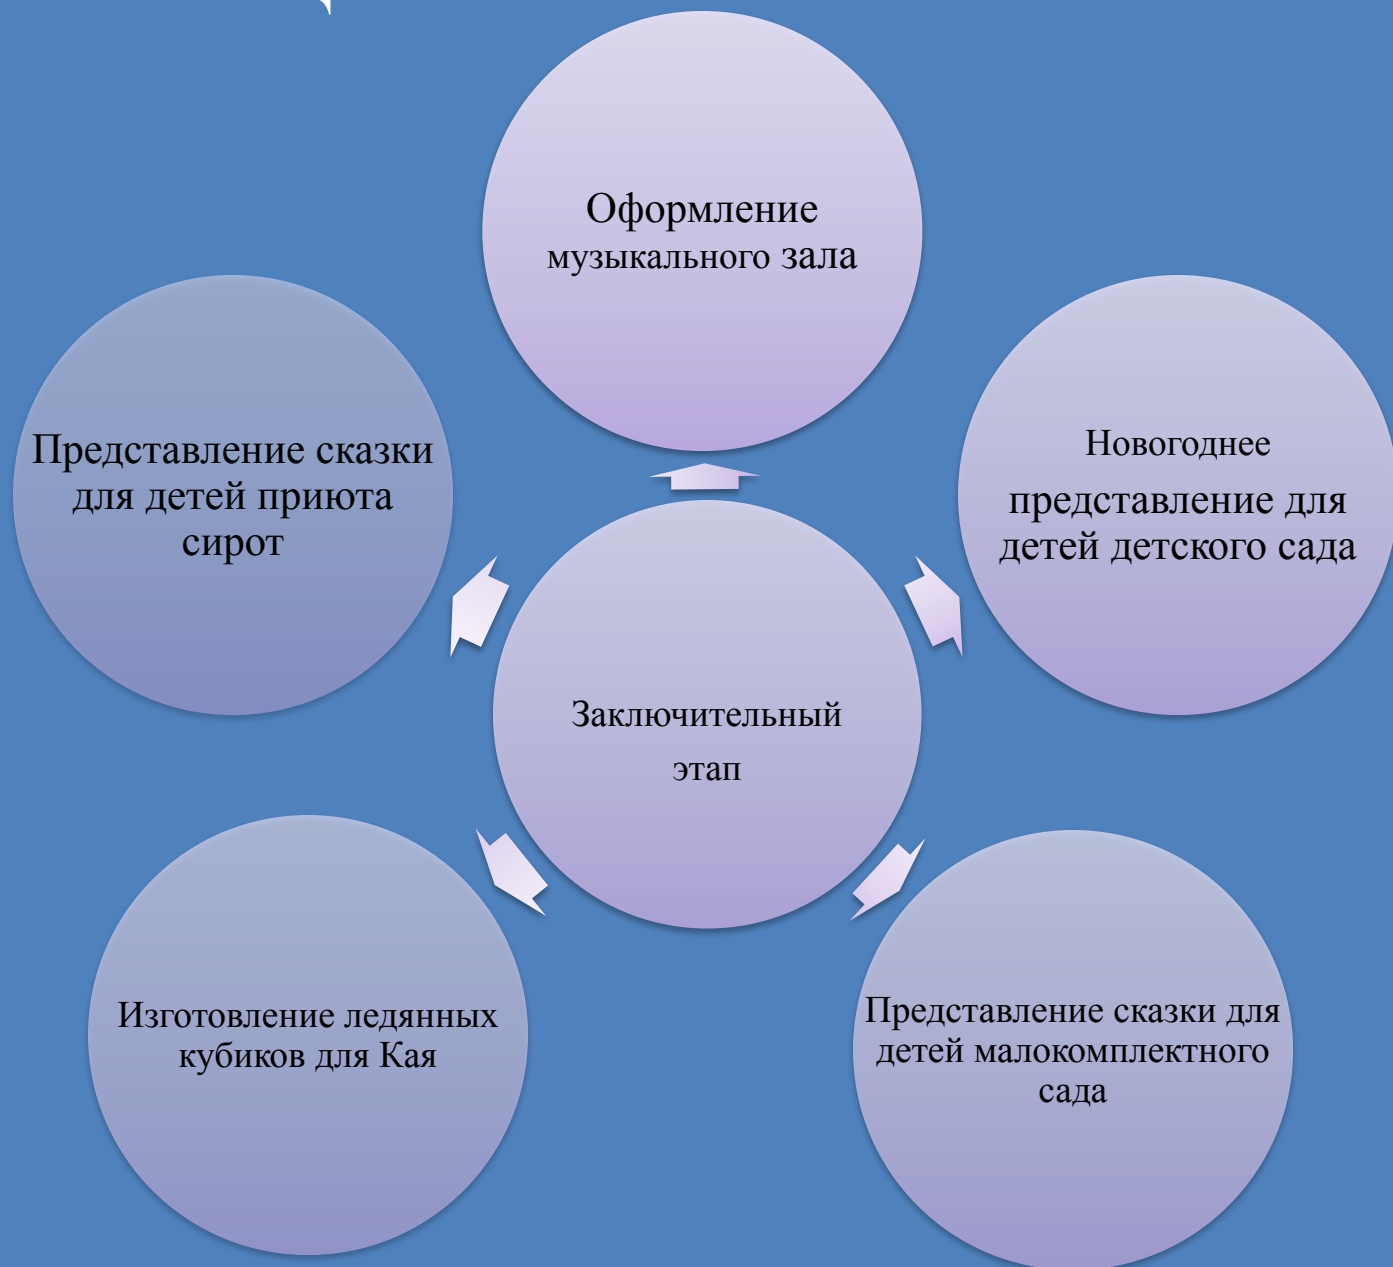 Оформление
музыкального зала
Представление сказки
для детей приюта
сирот
Новогоднее
представление для
детей детского сада
Заключительный
этап
Изготовление ледянных
кубиков для Кая
Представление сказки для
детей малокомплектного
сада